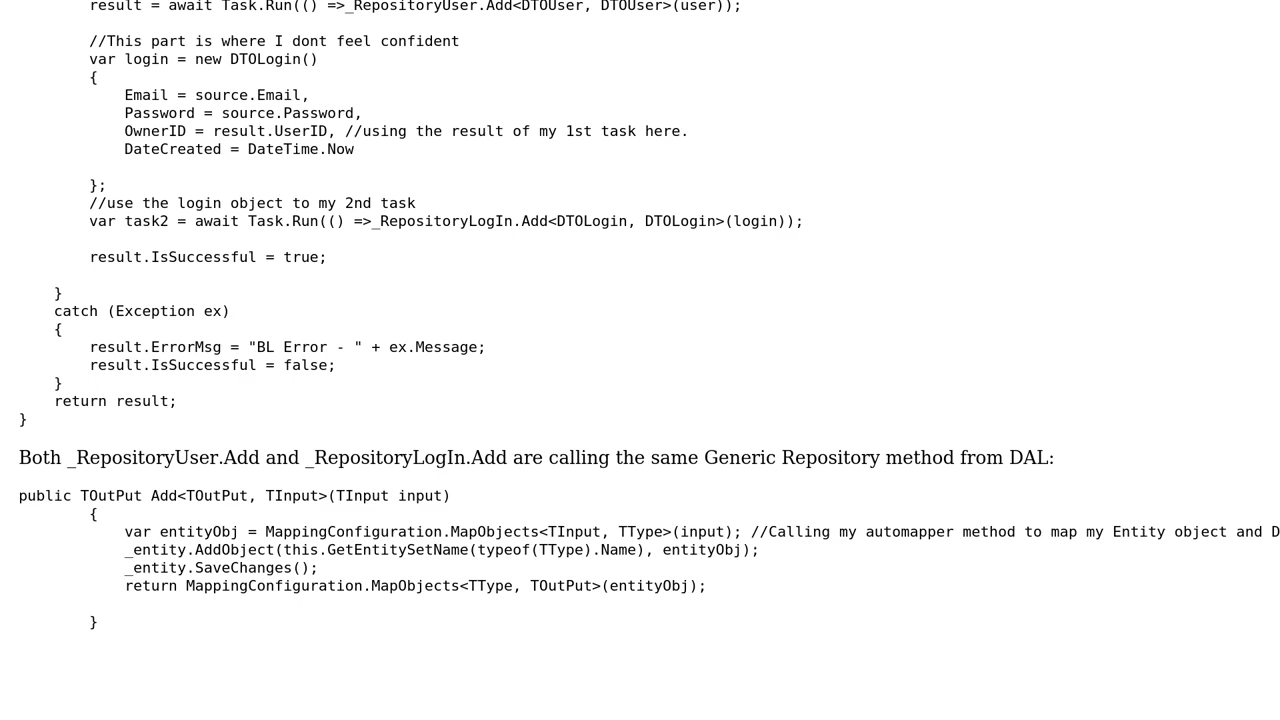 result = await Task.Run(() =>_RepositoryUser.Add<DTOUser, DTOUser>(user));
//This part is where I dont feel confident
var login = new DTOLogin()
{
Email = source.Email,
Password = source.Password,
OwnerID = result.UserID, //using the result of my 1st task here.
DateCreated = DateTime.Now
};
//use the login object to my 2nd task
var task2 = await Task.Run(() =>_RepositoryLogIn.Add<DTOLogin, DTOLogin>(login));
result.IsSuccessful = true;
}
catch (Exception ex)
{
result.ErrorMsg = "BL Error - " + ex.Message;
result.IsSuccessful = false;
}
return result;
}
Both _RepositoryUser.Add and _RepositoryLogIn.Add are calling the same Generic Repository method from DAL:
public TOutPut Add<TOutPut, TInput>(TInput input)
{
var entityObj = MappingConfiguration.MapObjects<TInput, TType>(input); //Calling my automapper method to map my Entity object and D
_entity.AddObject(this.GetEntitySetName(typeof(TType).Name), entityObj);
_entity.SaveChanges();
return MappingConfiguration.MapObjects<TType, TOutPut>(entityObj);
}